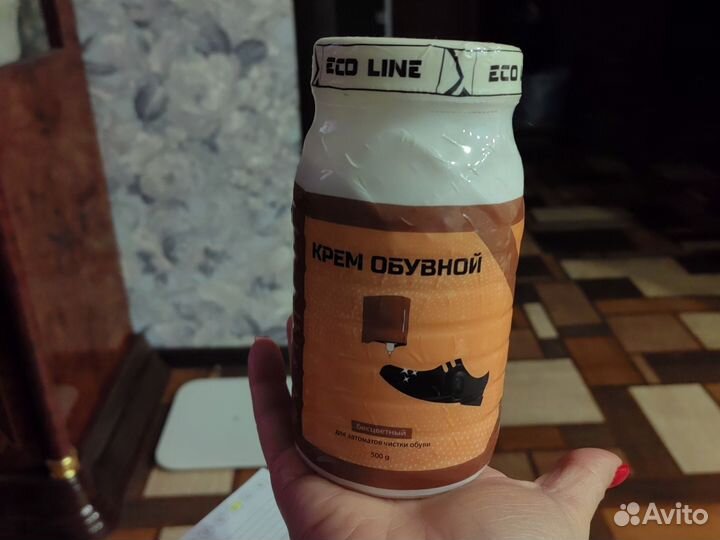 ECO LINE
ECO
КРЕМ ОБУВНОЙ
бесцветный
для автоматов чистки обуви
500 g
Avito